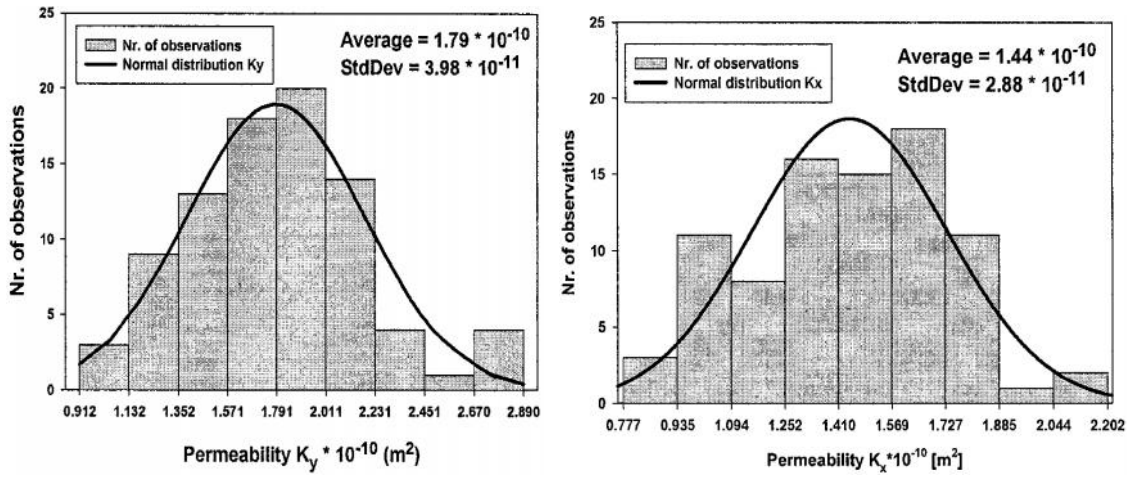 25
20
15
10
5
0
Nr. of observations
Nr. of observations
Normal distribution Ky
Average = 1.79 * 10-10
StdDev = 3.98 * 10-11
0.912 1.132 1.352 1.571 1.791 2.011 2.231 2.451 2.670 2.890
Permeability Ky * 10-10 (m2)
25
20
15
10
5
0
Nr. of observations
Nr. of observations
Normal distribution Kx
Average = 1.44 * 10-10
StdDev = 2.88 * 10-11
0.777 0.935 1.094 1.252 1.410 1.569 1.727 1.885 2.044 2.202
Permeability Kx*10-10 [m2]